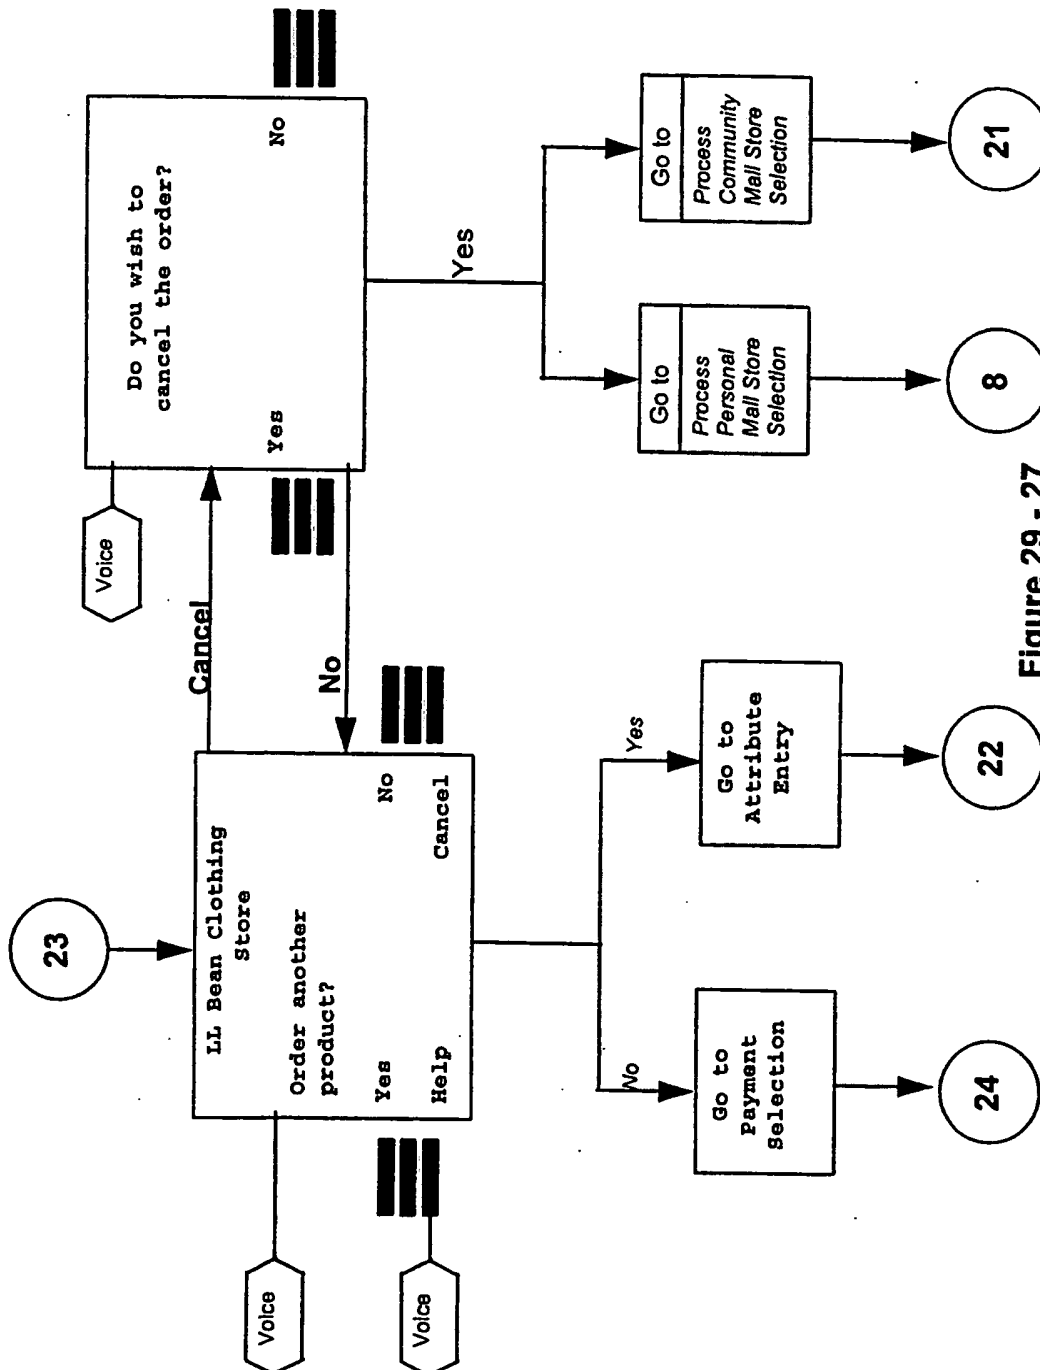 23
LL Bean Clothing
Store
Order another
product?
Yes
No
Help
Cancel
Voice
Voice
Cancel
No
Voice
Do you wish to
cancel the order?
Yes
No
No
Yes
Go to
Payment
Selection
Go to
Attribute
Entry
24
22
Yes
Go to
Process
Personal
Mall Store
Selection
Go to
Process
Community
Mall Store
Selection
8
21
Figure 29 - 27